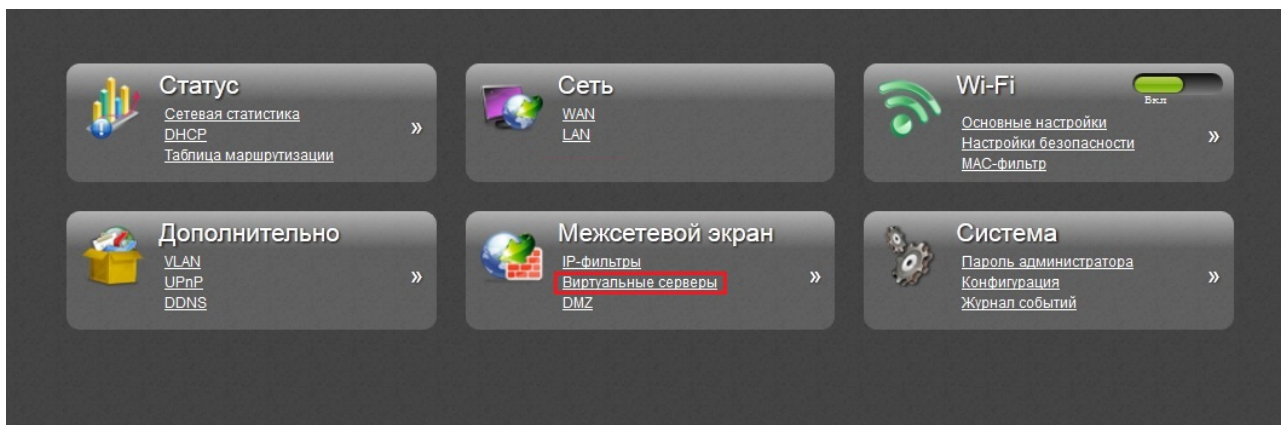 Статус
Сетевая статистика
DHCP
Таблица маршрутизации
»
Сеть
WAN
LAN
Wi-Fi
Вкл
Основные настройки
Настройки безопасности
MAC-фильтр
»
Дополнительно
VLAN
UPnP
DDNS
»
Межсетевой экран
IP-фильтры
Виртуальные серверы
DMZ
»
Система
Пароль администратора
Конфигурация
Журнал событий
»